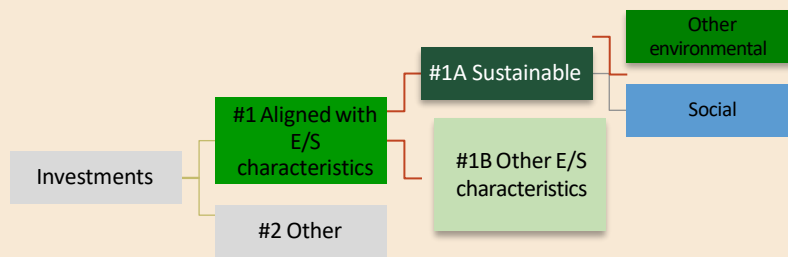 Other
environmental
#1A Sustainable
#1 Aligned with
E/S
characteristics
Social
#1B Other E/S
characteristics
Investments
#2 Other